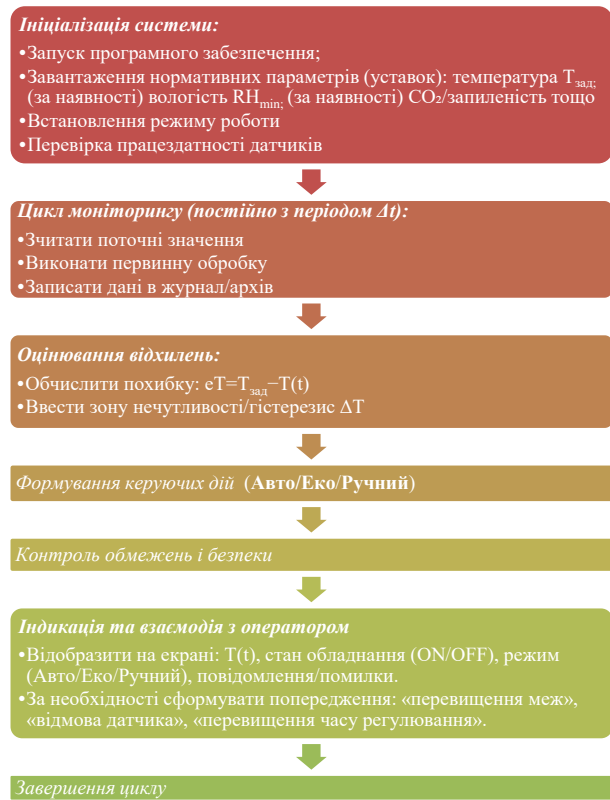 Ініціалізація системи:
•Запуск програмного забезпечення;
•Завантаження нормативних параметрів (уставок): температура Tзад;
(за наявності) вологість RHmin; (за наявності) CO₂/запиленість тощо
•Встановлення режиму роботи
•Перевірка працездатності датчиків
Цикл моніторингу (постійно з періодом Δt):
•Зчитати поточні значення
•Виконати первинну обробку
•Записати дані в журнал/архів
Оцінювання відхилень:
•Обчислити похибку: eT=Tзад−T(t)
•Ввести зону нечутливості/гістерезис ΔT
Формування керуючих дій (Авто/Еко/Ручний)
Контроль обмежень і безпеки
Індикація та взаємодія з оператором
•Відобразити на екрані: T(t), стан обладнання (ON/OFF), режим
(Авто/Еко/Ручний), повідомлення/помилки.
•За необхідності сформувати попередження: «перевищення меж»,
«відмова датчика», «перевищення часу регулювання».
Завершення циклу